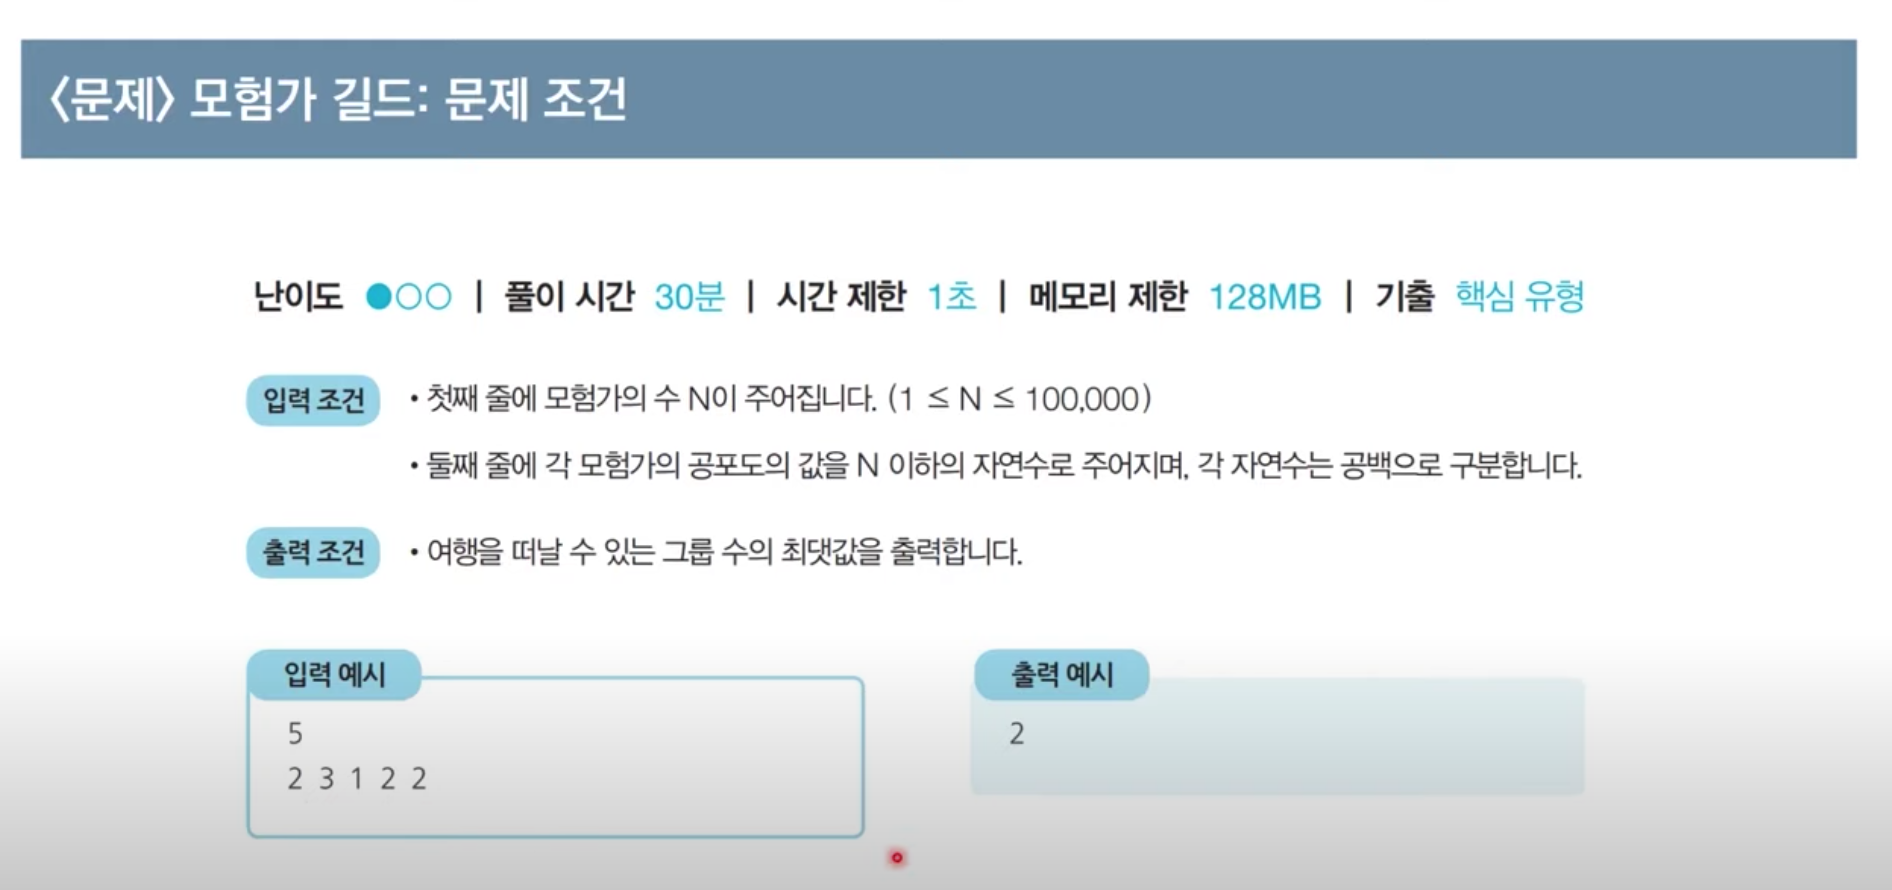 〈문제〉 모험가 길드: 문제 조건
난이도 ●○○ | 풀이 시간 30분 | 시간 제한 1초 | 메모리 제한 128MB | 기출 핵심 유형
입력 조건 • 첫째 줄에 모험가의 수 N이 주어집니다. (1 ≤ N ≤ 100,000)
• 둘째 줄에 각 모험가의 공포도의 값을 N 이하의 자연수로 주어지며, 각 자연수는 공백으로 구분합니다.
출력 조건 • 여행을 떠날 수 있는 그룹 수의 최댓값을 출력합니다.
입력 예시
5
2 3 1 2 2
출력 예시
2